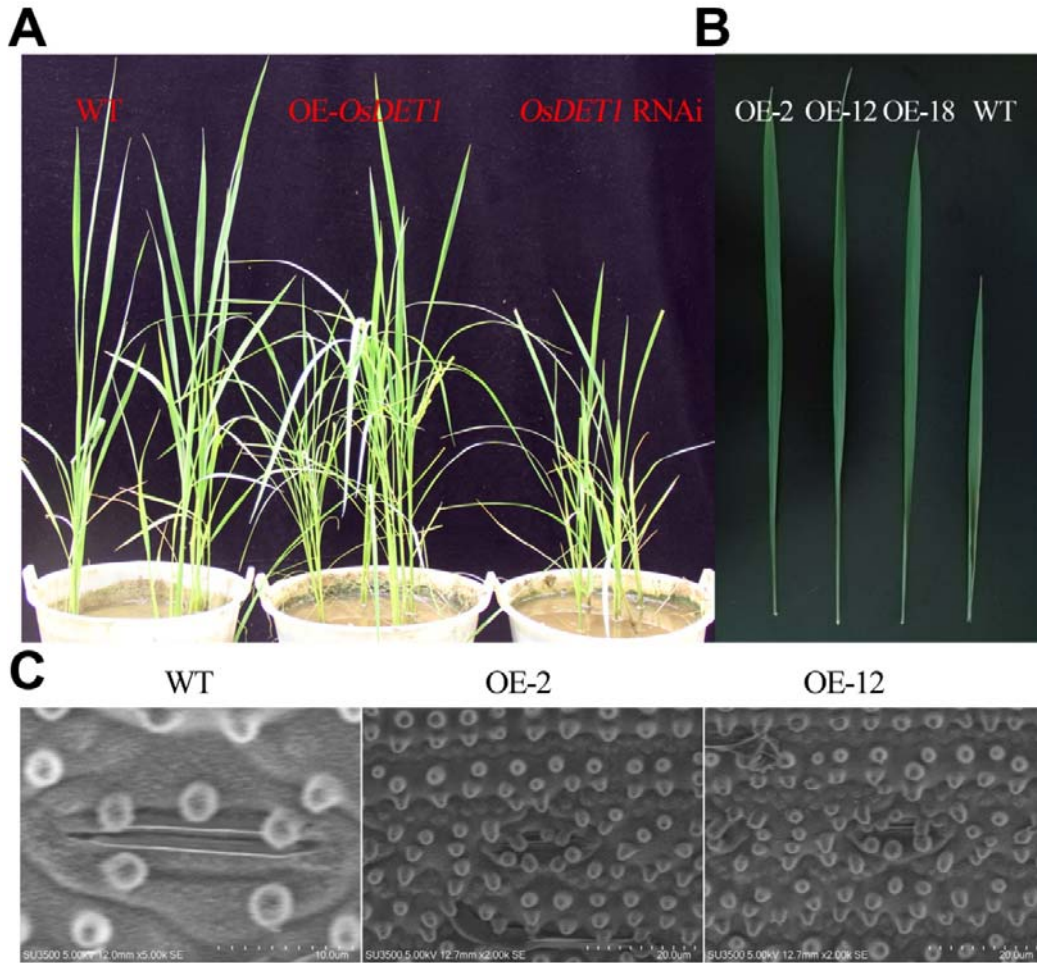 A
B
WT
OE-OsDET1
OsDET1 RNAi
OE-2
OE-12
OE-18
WT
C
WT
OE-2
OE-12
SU3500 5.00kV 12.0mm x5.00k SE
10.0um
SU3500 5.00kV 12.7mm x2.00k SE
20.0um
SU3500 5.00kV 12.7mm x2.00k SE
20.0um